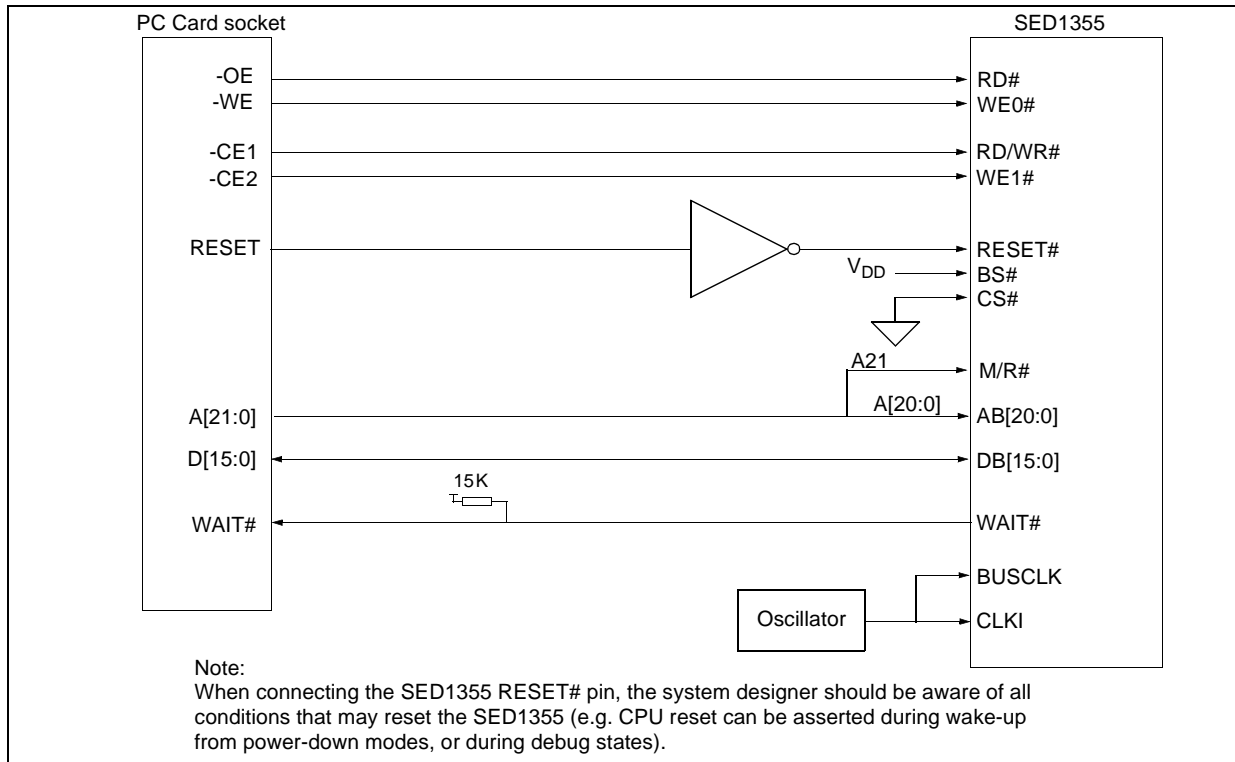 PC Card socket
SED1355
-OE
RD#
-WE
WE0#
-CE1
RD/WR#
-CE2
WE1#
RESET
RESET#
VDD
BS#
CS#
A21
M/R#
A[21:0]
A[20:0]
AB[20:0]
D[15:0]
DB[15:0]
15K
WAIT#
WAIT#
BUSCLK
Oscillator
CLKI
Note:
When connecting the SED1355 RESET# pin, the system designer should be aware of all
conditions that may reset the SED1355 (e.g. CPU reset can be asserted during wake-up
from power-down modes, or during debug states).